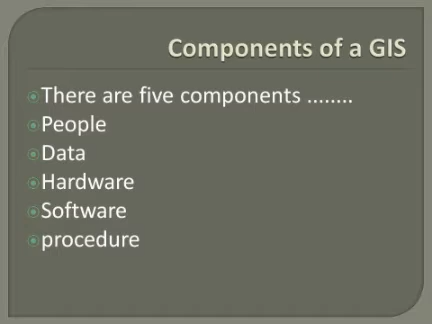 Components of a GIS
There are five components ........
People
Data
Hardware
Software
procedure